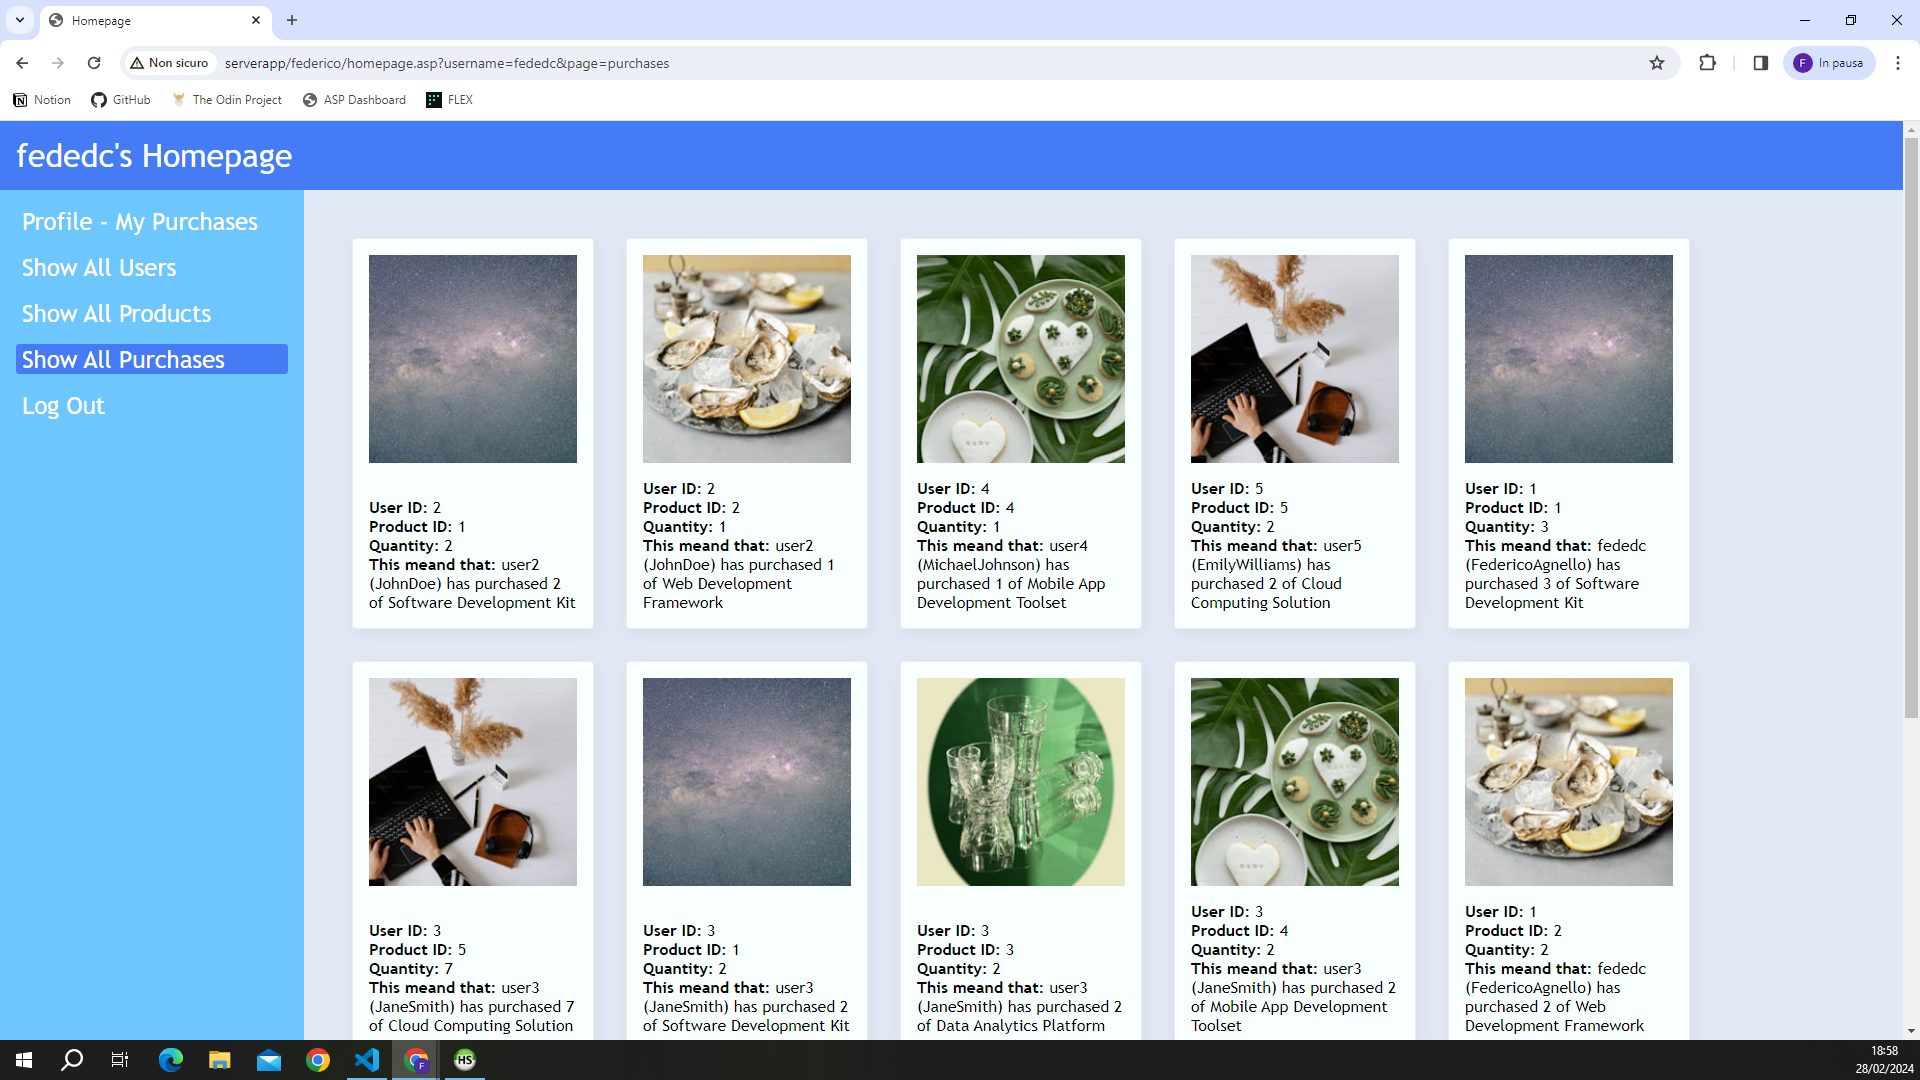 Homepage
Non sicuro
serverapp/federico/homepage.asp?username=fededc&page=purchases
F In pausa
Notion
GitHub
The Odin Project
ASP Dashboard
FLEX
fededc's Homepage
Profile - My Purchases
Show All Users
Show All Products
Show All Purchases
Log Out
User ID: 2
Product ID: 1
Quantity: 2
This meand that: user2
(JohnDoe) has purchased 2
of Software Development Kit
User ID: 2
Product ID: 2
Quantity: 1
This meand that: user2
(JohnDoe) has purchased 1
of Web Development
Framework
User ID: 4
Product ID: 4
Quantity: 1
This meand that: user4
(MichaelJohnson) has
purchased 1 of Mobile App
Development Toolset
User ID: 5
Product ID: 5
Quantity: 2
This meand that: user5
(EmilyWilliams) has
purchased 2 of Cloud
Computing Solution
User ID: 1
Product ID: 1
Quantity: 3
This meand that: fededc
(FedericoAgnello) has
purchased 3 of Software
Development Kit
User ID: 3
Product ID: 5
Quantity: 7
This meand that: user3
(JaneSmith) has purchased 7
of Cloud Computing Solution
User ID: 3
Product ID: 1
Quantity: 2
This meand that: user3
(JaneSmith) has purchased 2
of Software Development Kit
User ID: 3
Product ID: 3
Quantity: 2
This meand that: user3
(JaneSmith) has purchased 2
of Data Analytics Platform
User ID: 3
Product ID: 4
Quantity: 2
This meand that: user3
(JaneSmith) has purchased 2
of Mobile App Development
Toolset
User ID: 1
Product ID: 2
Quantity: 2
This meand that: fededc
(FedericoAgnello) has
purchased 2 of Web
Development Framework
F
HS
18:58
28/02/2024